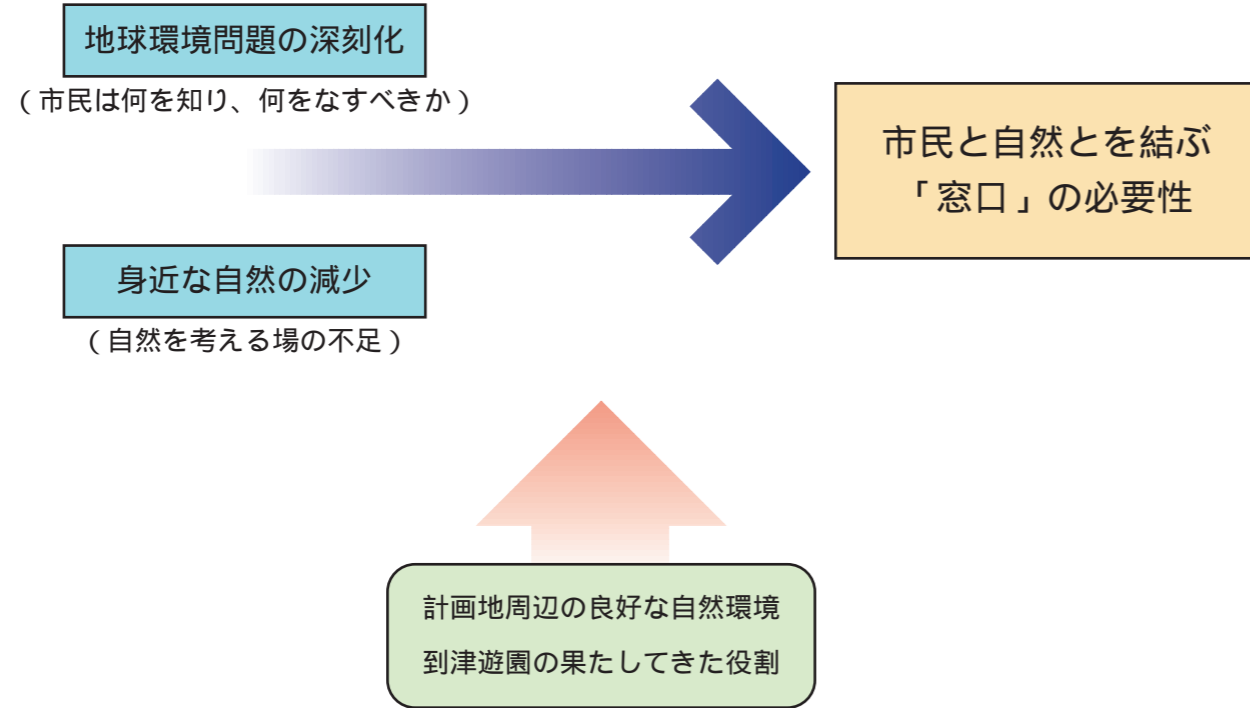 地球環境問題の深刻化
（市民は何を知り、何をなすべきか）
市民と自然とを結ぶ
「窓口」の必要性
身近な自然の減少
（自然を考える場の不足）
計画地周辺の良好な自然環境
到津遊園の果たしてきた役割